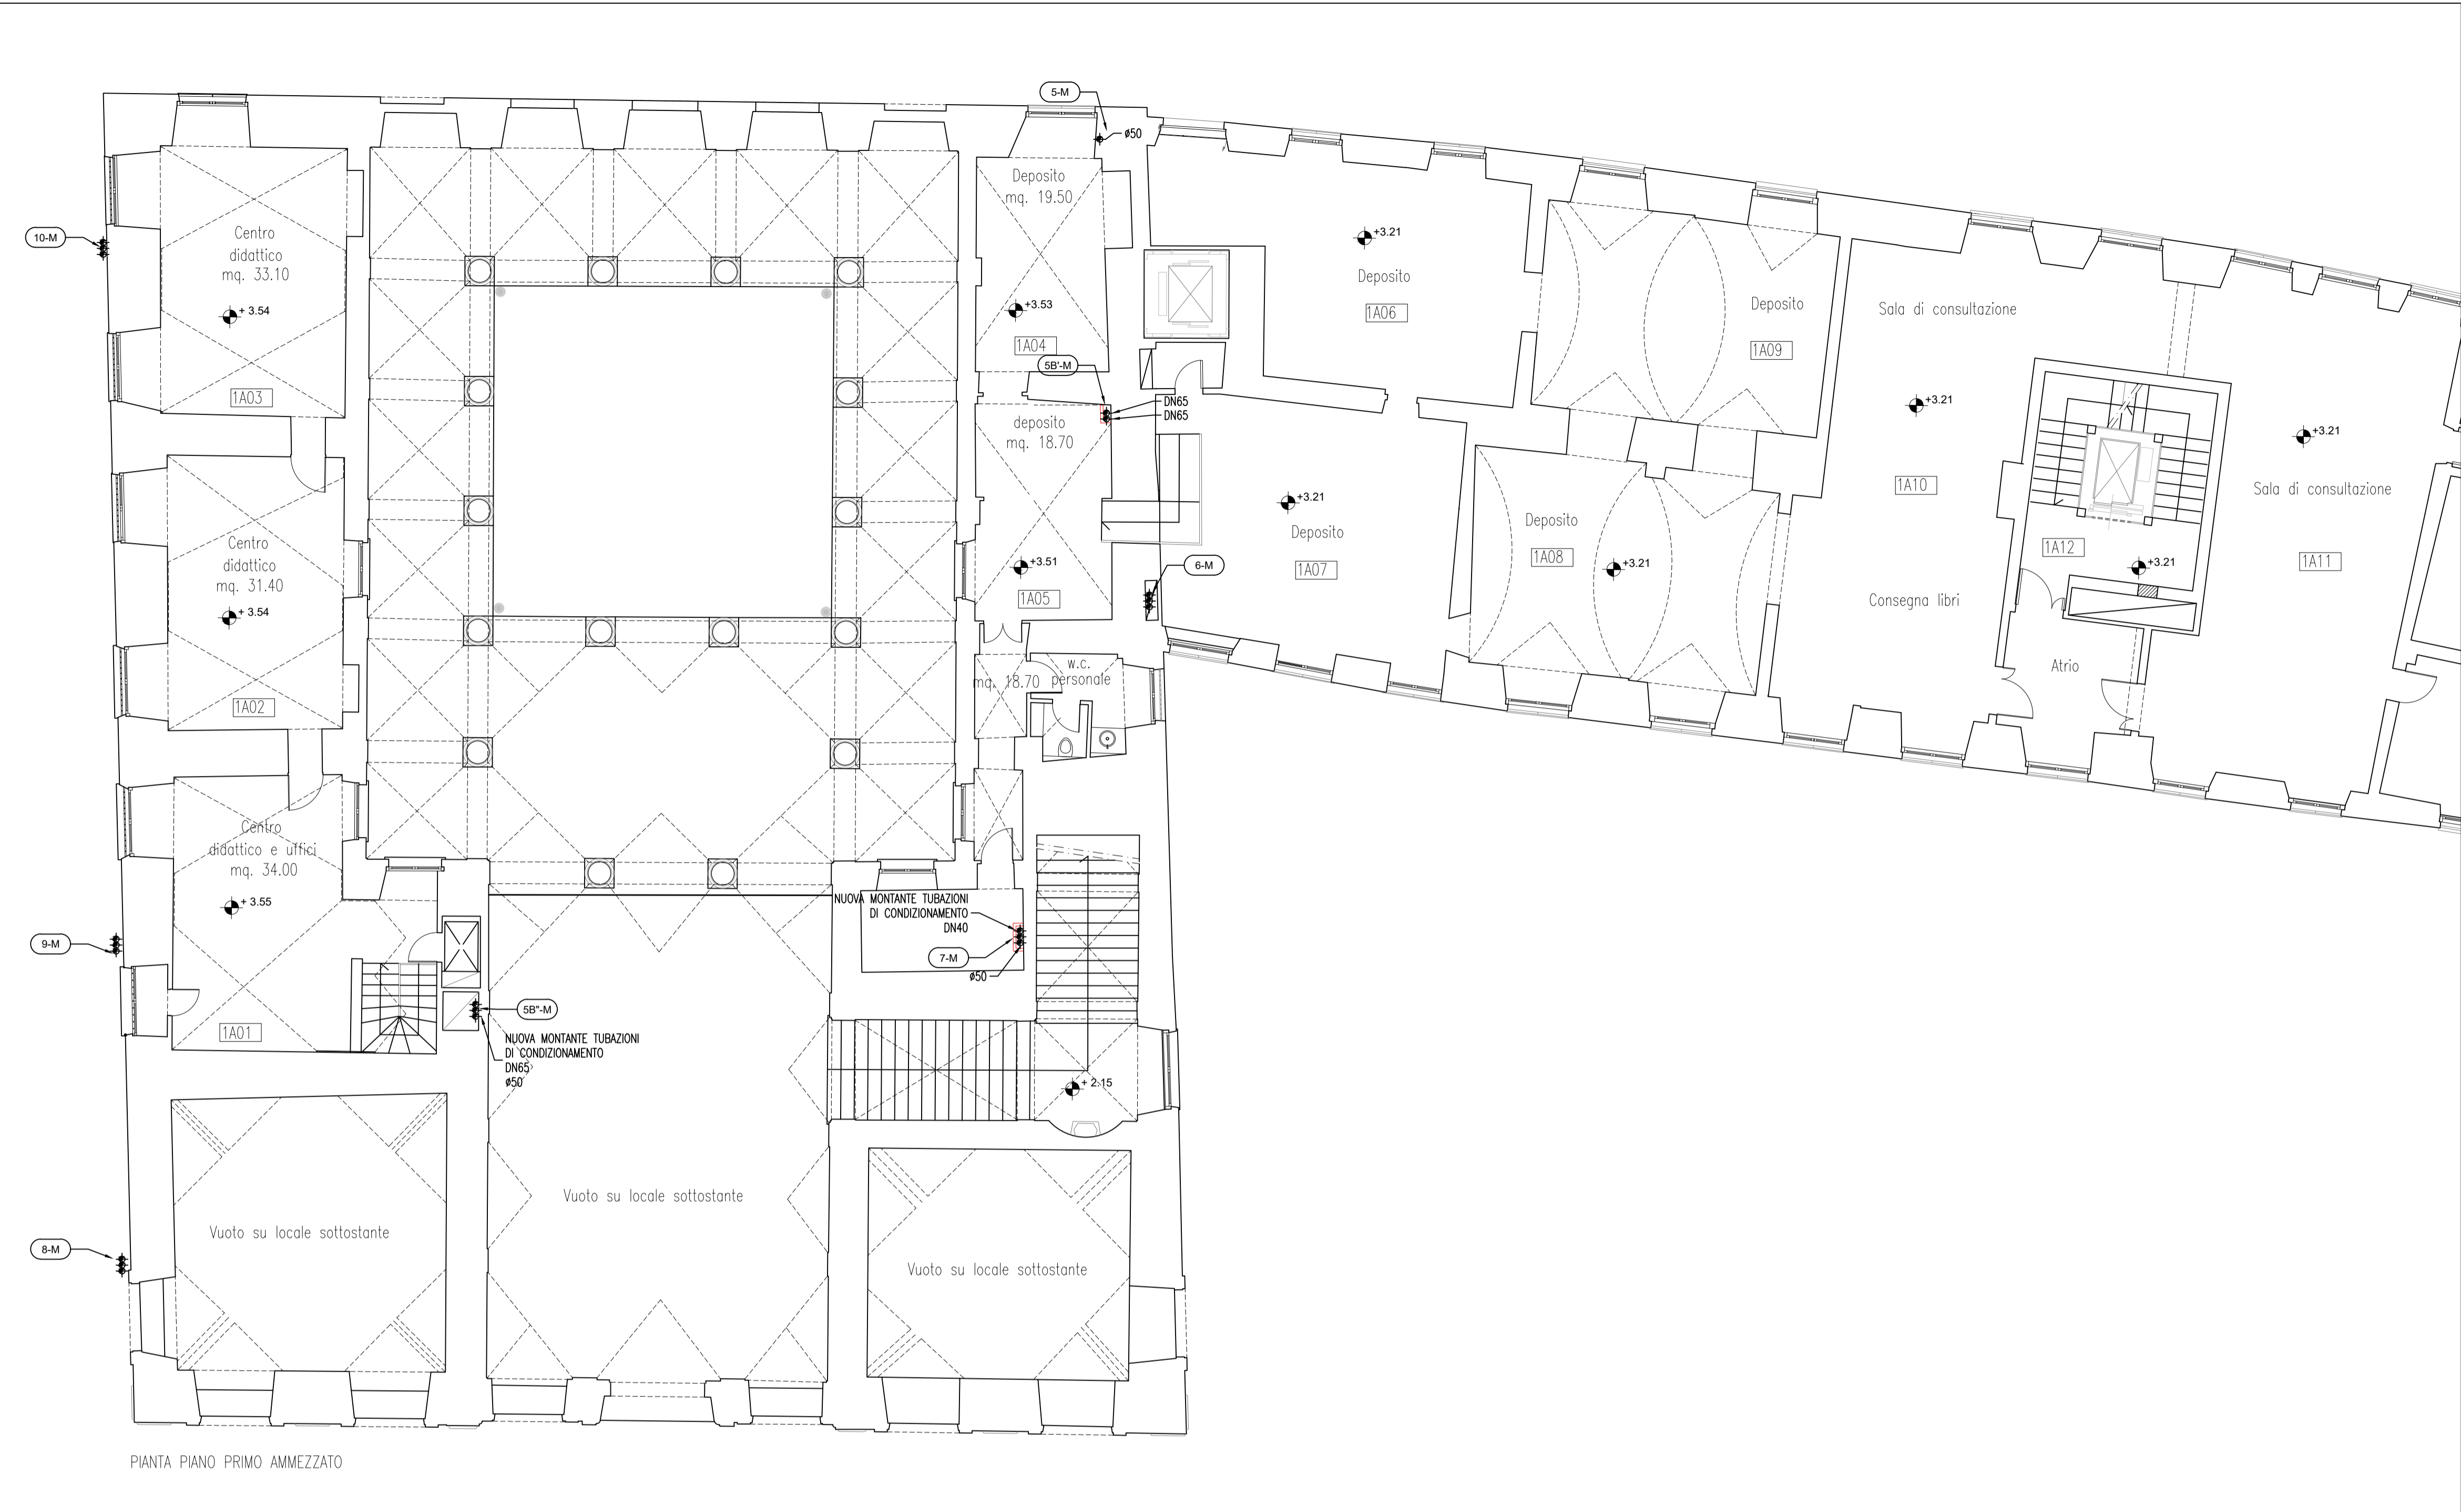 5-M
ø50
Deposito
mq. 19.50
+3.53
1A04
10-M
Centro
didattico
mq. 33.10
+ 3.54
1A03
+3.21
Deposito
1A06
Deposito
1A09
Sala di consultazione
+3.21
1A10
Consegna libri
+3.21
Sala di consultazione
1A11
5B'-M
DN65
DN65
deposito
mq. 18.70
+3.51
1A05
+3.21
Deposito
1A07
Deposito
1A08
+3.21
1A12
+3.21
Atrio
6-M
Centro
didattico
mq. 31.40
+ 3.54
1A02
w.c.
personale
mq. 18.70
Centro
didattico e uffici
mq. 34.00
+ 3.55
1A01
9-M
NUOVA MONTANTE TUBAZIONI
DI CONDIZIONAMENTO
DN40
7-M
ø50
5B"-M
NUOVA MONTANTE TUBAZIONI
DI CONDIZIONAMENTO
DN65
ø50
+ 2.15
8-M
Vuoto su locale sottostante
Vuoto su locale sottostante
Vuoto su locale sottostante
PIANTA PIANO PRIMO AMMEZZATO